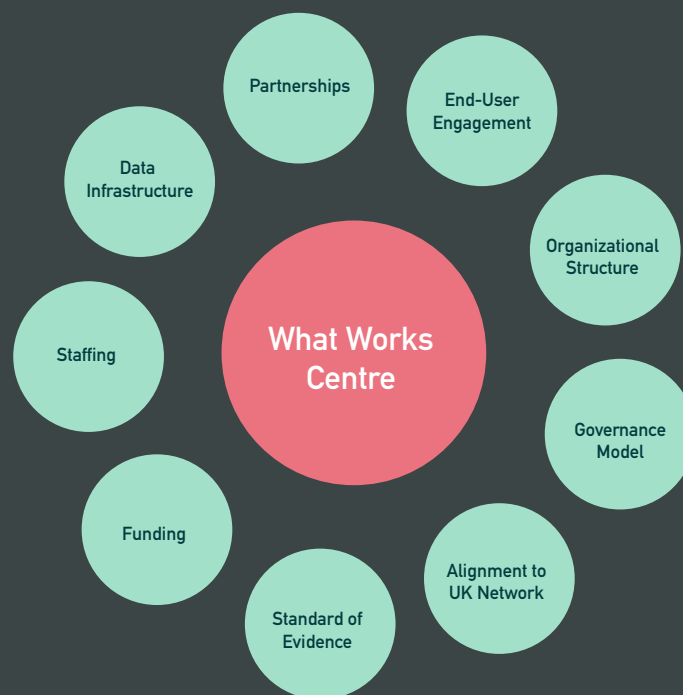 Partnerships
End-User
Engagement
Data
Infrastructure
Organizational
Structure
What Works
Centre
Staffing
Governance
Model
Funding
Alignment to
UK Network
Standard of
Evidence